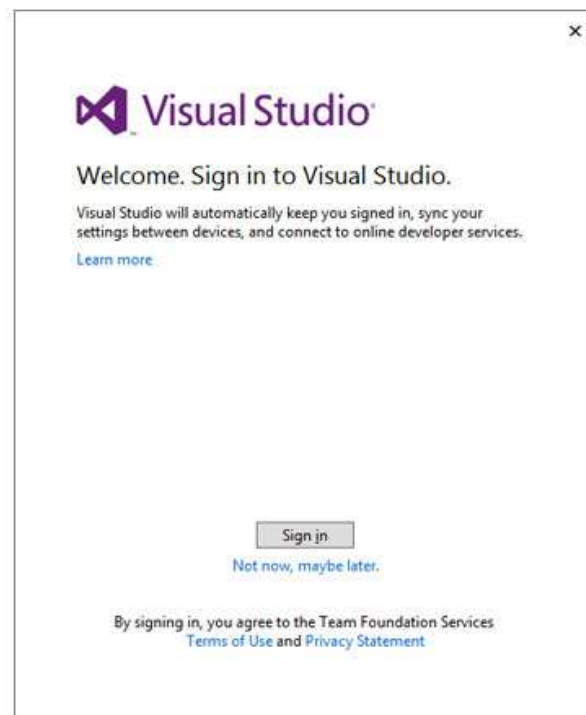 Visual Studio
Welcome. Sign in to Visual Studio.
Visual Studio will automatically keep you signed in, sync your
settings between devices, and connect to online developer services.
Learn more
Sign in
Not now, maybe later.
By signing in, you agree to the Team Foundation Services
Terms of Use and Privacy Statement